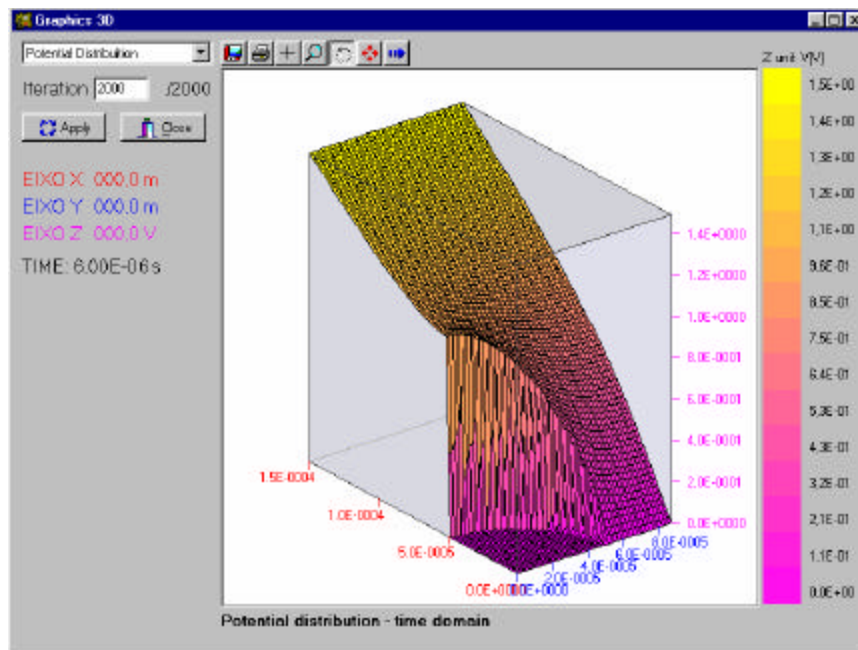 Graphics 3D
Potential Distribution
Iteration 2000 /2000
Apply Close
EIXO X: 000,0 m
EIXO Y: 000,0 m
EIXO Z: 000,0 V
TIME: 6.00E-06 s
Z unit V[V]
1,5E+00
1,4E+00
1,3E+00
1,2E+00
1,1E+00
9,6E-01
8,5E-01
7,5E-01
6,4E-01
5,3E-01
4,3E-01
3,2E-01
2,1E-01
1,1E-01
0,0E+00
1.4E+0000
1.2E+0000
1.0E+0000
8.0E-0001
6.0E-0001
4.0E-0001
2.0E-0001
0.0E+0000
1.5E-0004
1.0E-0004
5.0E-0005
0.0E+0000
8.0E-0005
6.0E-0005
4.0E-0005
2.0E-0005
Potential distribution - time domain